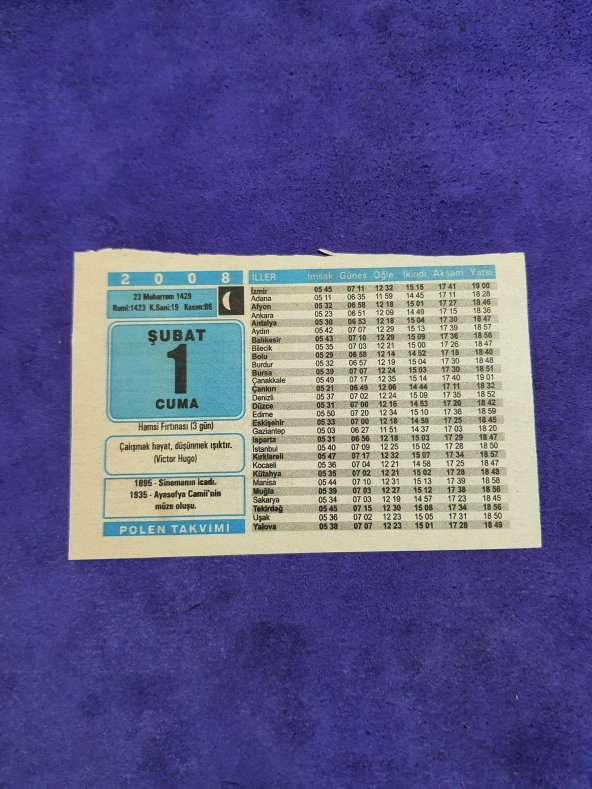 2 0 0 8
23 Muharrem 1429
Rumî:1423 K.Sani:19 Kasım:86
ŞUBAT
1
CUMA
Hamsi Fırtınası (3 gün)
Çalışmak hayat, düşünmek ışıktır.
(Victor Hugo)
1895 - Sinemanın icadı.
1935 - Ayasofya Camii'nin
müze oluşu.
POLEN TAKVİMİ
İLLER İmsak Güneş Öğle İkindi Akşam Yatsı
İzmir 05 45 07 11 12 32 15 15 17 41 19 00
Adana 05 11 06 35 11 59 14 45 17 11 18 28
Afyon 05 32 06 58 12 18 15 01 17 27 18 46
Ankara 05 23 06 51 12 09 14 49 17 15 18 36
Antalya 05 30 06 53 12 18 15 04 17 30 18 47
Aydın 05 42 07 07 12 29 15 13 17 39 18 57
Balıkesir 05 43 07 10 12 29 15 09 17 36 18 56
Bilecik 05 35 07 03 12 21 15 00 17 26 18 47
Bolu 05 29 06 58 12 14 14 52 17 18 18 40
Burdur 05 32 06 57 12 19 15 04 17 30 18 48
Bursa 05 39 07 07 12 24 15 03 17 30 18 51
Çanakkale 05 49 07 17 12 35 15 14 17 40 19 01
Çankırı 05 21 06 49 12 06 14 44 17 11 18 32
Denizli 05 37 07 02 12 24 15 09 17 35 18 52
Düzce 05 31 07 00 12 16 14 53 17 20 18 42
Edirne 05 50 07 20 12 34 15 10 17 36 18 59
Eskişehir 05 33 07 00 12 18 14 58 17 25 18 45
Gaziantep 05 03 06 27 11 51 14 37 17 03 18 20
Isparta 05 31 06 56 12 18 15 03 17 29 18 47
İstanbul 05 40 07 09 12 25 15 02 17 28 18 50
Kırklareli 05 47 07 17 12 32 15 07 17 34 18 57
Kocaeli 05 36 07 04 12 21 14 58 17 25 18 47
Kütahya 05 35 07 02 12 21 15 02 17 29 18 48
Manisa 05 44 07 10 12 31 15 13 17 39 18 58
Muğla 05 39 07 03 12 27 15 12 17 38 18 56
Sakarya 05 34 07 03 12 19 14 57 17 23 18 45
Tekirdağ 05 45 07 15 12 30 15 08 17 34 18 56
Uşak 05 36 07 02 12 23 15 05 17 31 18 50
Yalova 05 38 07 07 12 23 15 01 17 28 18 49